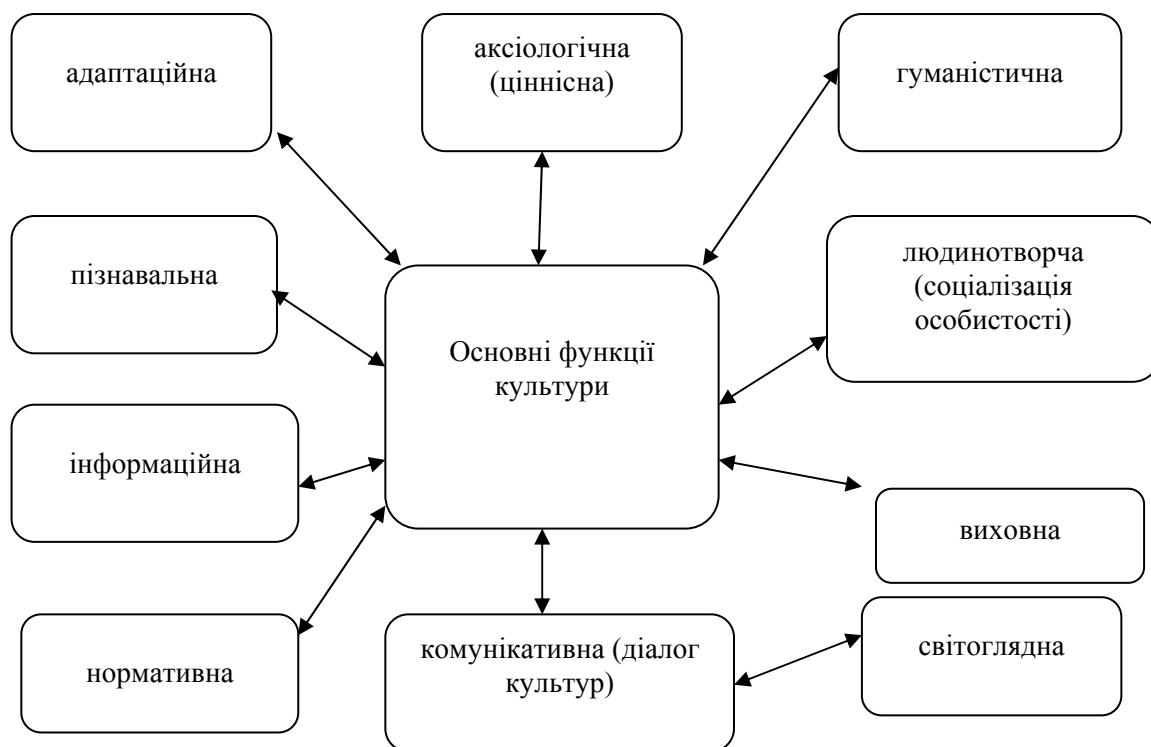 адаптаційна
аксіологічна
(ціннісна)
гуманістична
пізнавальна
людинотворча
(соціалізація
особистості)
Основні функції
культури
інформаційна
виховна
нормативна
комунікативна (діалог
культур)
світоглядна